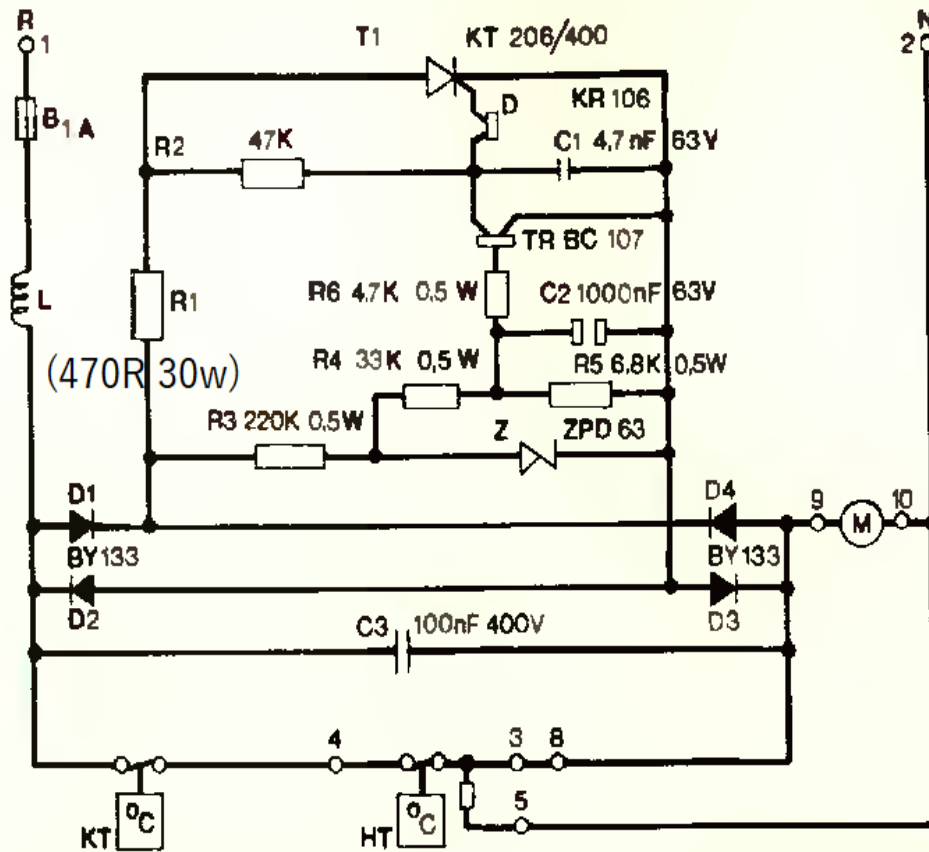 R
N
T1 KT 206/400
1
2
D KR 106
B1A
R2 47K C1 4,7 nF 63V
TR BC 107
L R1 R6 4.7K 0.5 W C2 1000nF 63V
R4 33K 0,5 W R5 6,8K 0,5W
(470R 30w)
R3 220K 0.5W Z ZPD 63
D1 D4 9 10
M
BY133 BY133
D2 D3
C3 100nF 400V
4 3 8
°C °C 5
KT HT